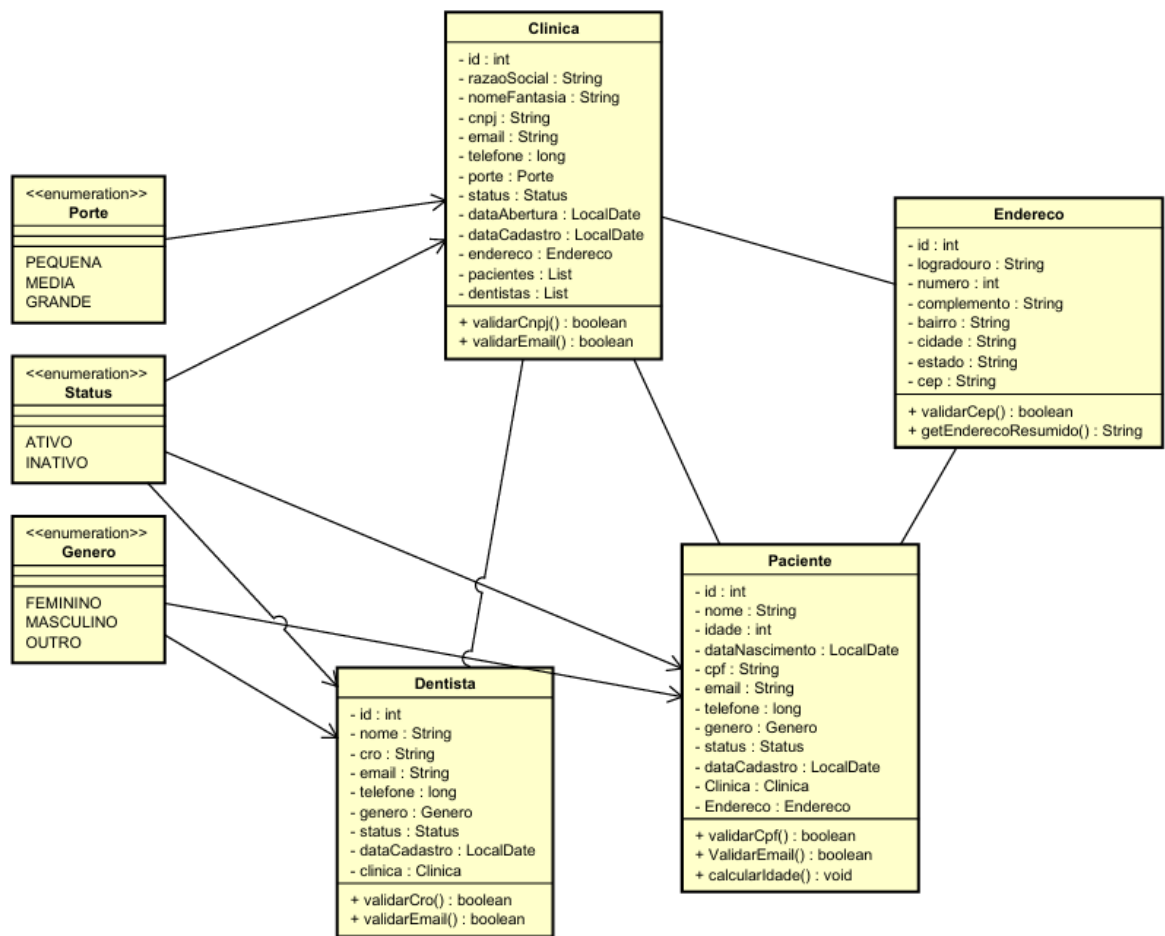 Clinica
- id : int
- razaoSocial : String
- nomeFantasia : String
- cnpj : String
- email : String
- telefone : long
- porte : Porte
- status : Status
- dataAbertura : LocalDate
- dataCadastro : LocalDate
- endereco : Endereco
- pacientes : List
- dentistas : List
+ validarCnpj() : boolean
+ validarEmail() : boolean
<<enumeration>>
Porte
PEQUENA
MEDIA
GRANDE
Endereco
- id : int
- logradouro : String
- numero : int
- complemento : String
- bairro : String
- cidade : String
- estado : String
- cep : String
+ validarCep() : boolean
+ getEnderecoResumido() : String
<<enumeration>>
Status
ATIVO
INATIVO
<<enumeration>>
Genero
FEMININO
MASCULINO
OUTRO
Paciente
- id : int
- nome : String
- idade : int
- dataNascimento : LocalDate
- cpf : String
- email : String
- telefone : long
- genero : Genero
- status : Status
- dataCadastro : LocalDate
- Clinica : Clinica
- Endereco : Endereco
+ validarCpf() : boolean
+ ValidarEmail() : boolean
+ calcularIdade() : void
Dentista
- id : int
- nome : String
- cro : String
- email : String
- telefone : long
- genero : Genero
- status : Status
- dataCadastro : LocalDate
- clinica : Clinica
+ validarCro() : boolean
+ validarEmail() : boolean